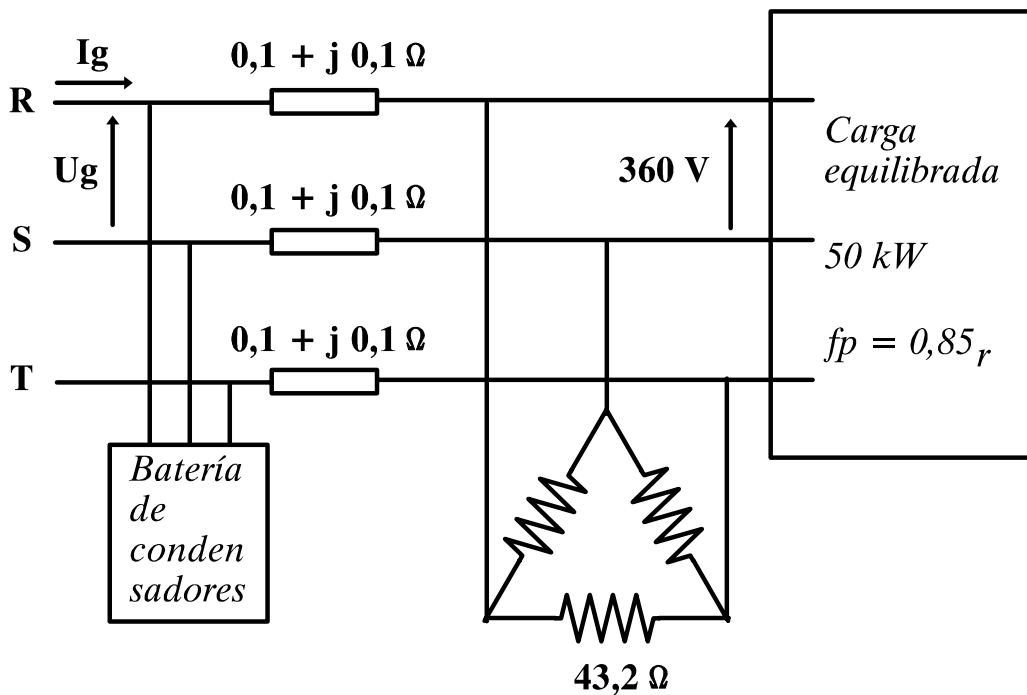 Ig
0,1 + j 0,1 Ω
R
Ug
360 V
Carga
equilibrada
0,1 + j 0,1 Ω
S
50 kW
0,1 + j 0,1 Ω
fp = 0,85r
T
Batería
de
conden
sadores
43,2 Ω